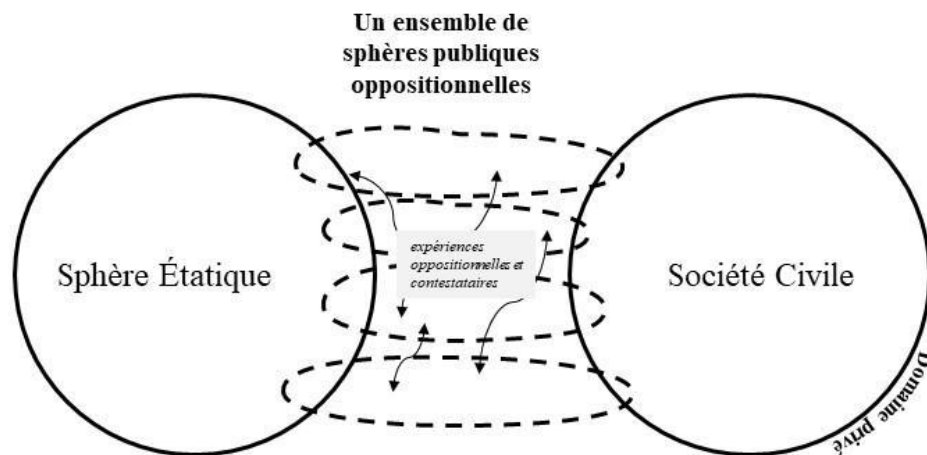 Un ensemble de
sphères publiques
oppositionnelles
expériences
oppositionnelles et
contestataires
Sphère Étatique
Société Civile
Domaine privé